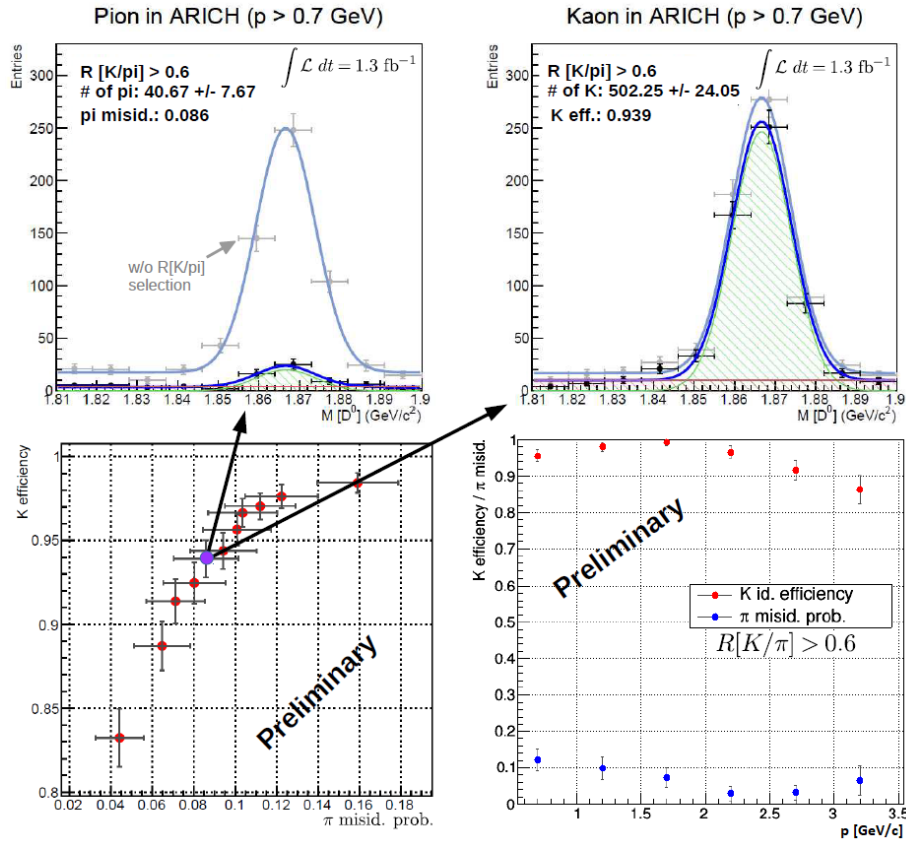 Pion in ARICH (p > 0.7 GeV)
Entries
300
250
200
150
100
50
0
R [K/pi] > 0.6
# of pi: 40.67 +/- 7.67
pi misid.: 0.086
∫ L dt = 1.3 fb⁻¹
w/o R[K/pi]
selection
1.81 1.82 1.83 1.84 1.85 1.86 1.87 1.88 1.89 1.9
M [D⁰] (GeV/c²)
Kaon in ARICH (p > 0.7 GeV)
Entries
300
250
200
150
100
50
0
R [K/pi] > 0.6
# of K: 502.25 +/- 24.05
K eff.: 0.939
∫ L dt = 1.3 fb⁻¹
1.81 1.82 1.83 1.84 1.85 1.86 1.87 1.88 1.89 1.9
M [D⁰] (GeV/c²)
K efficiency
1
0.95
0.9
0.85
0.8
Preliminary
0.02 0.04 0.06 0.08 0.1 0.12 0.14 0.16 0.18
π misid. prob.
K efficiency / π misid.
1
0.9
0.8
0.7
0.6
0.5
0.4
0.3
0.2
0.1
0
Preliminary
K id. efficiency
π misid. prob.
R[K/π] > 0.6
1 1.5 2 2.5 3 3.5
p [GeV/c]